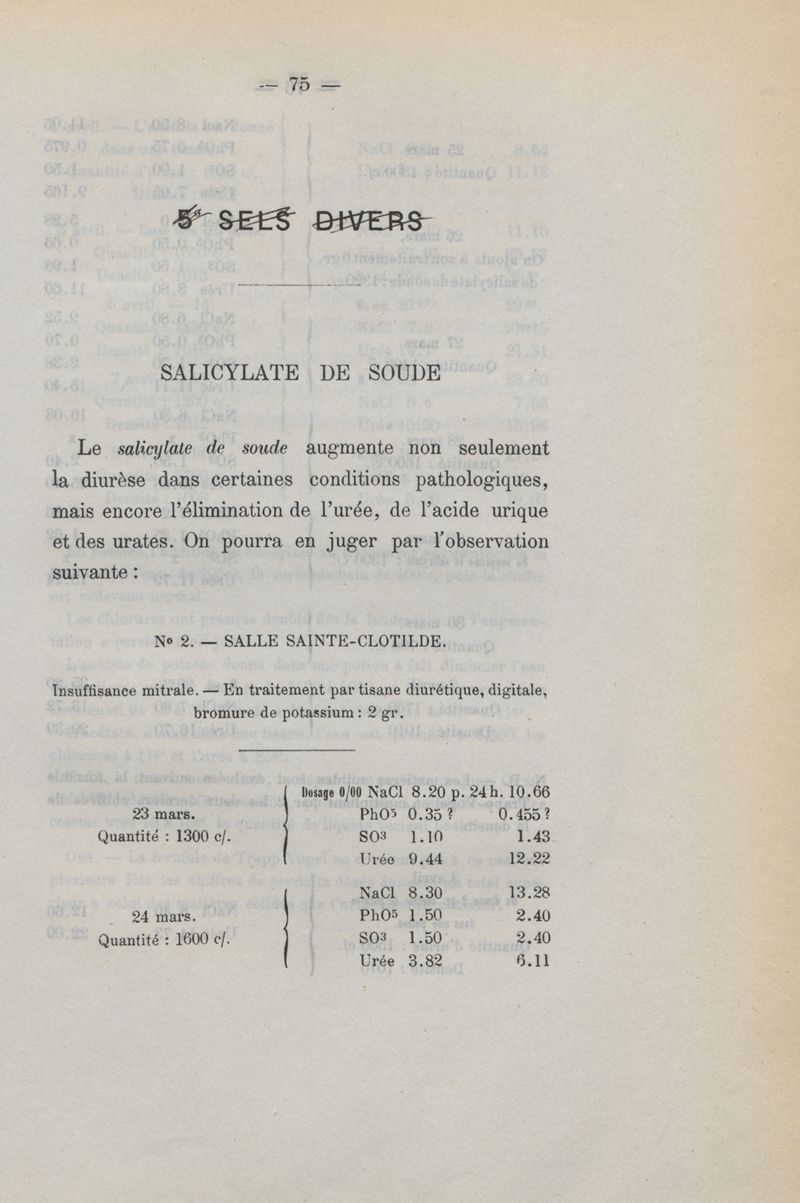 — 75 —
5° SELS DIVERS
SALICYLATE DE SOUDE
Le salicylate de soude augmente non seulement
la diurèse dans certaines conditions pathologiques,
mais encore l'élimination de l'urée, de l'acide urique
et des urates. On pourra en juger par l'observation
suivante :
N° 2. — SALLE SAINTE-CLOTILDE.
Insuffisance mitrale. — En traitement par tisane diurétique, digitale,
bromure de potassium : 2 gr.
Dosage 0/00 NaCl 8.20 p. 24 h. 10.66
23 mars. PhO⁵ 0.35 ? 0.455 ?
Quantité : 1300 c/. SO³ 1.10 1.43
Urée 9.44 12.22
NaCl 8.30 13.28
24 mars. PhO⁵ 1.50 2.40
Quantité : 1600 c/. SO³ 1.50 2.40
Urée 3.82 6.11